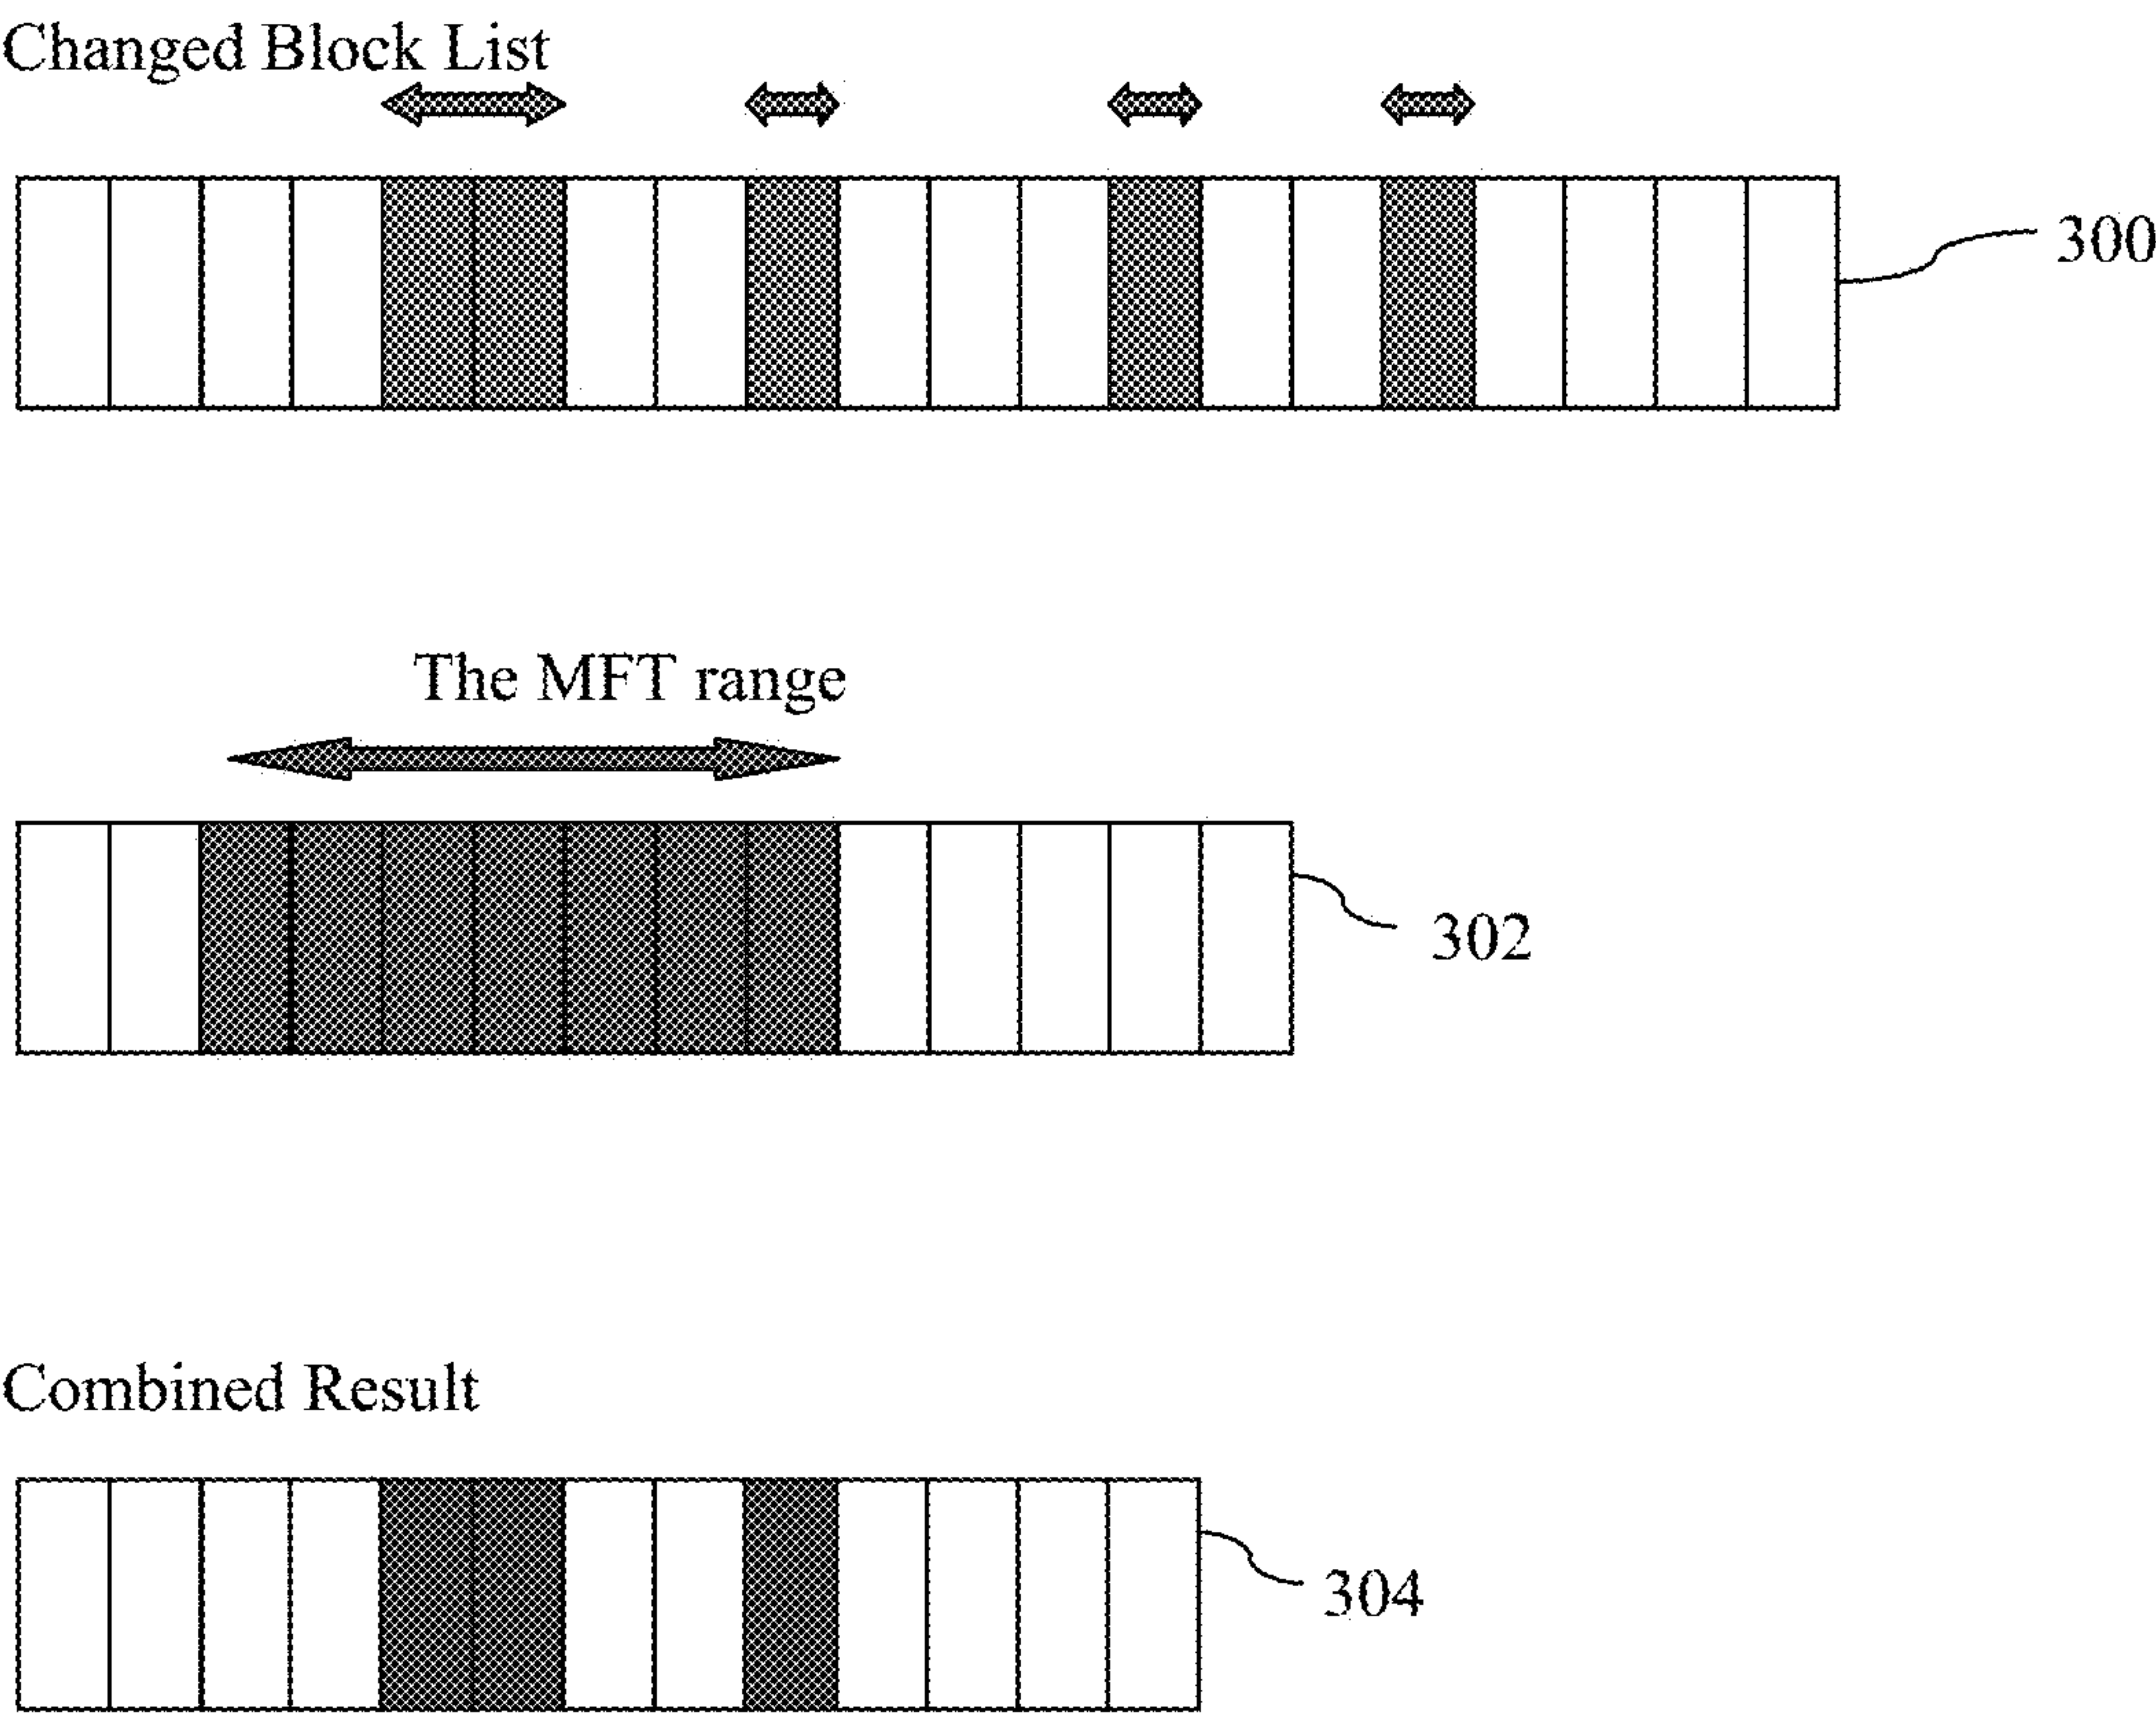 Changed Block List
300
The MFT range
302
Combined Result
304